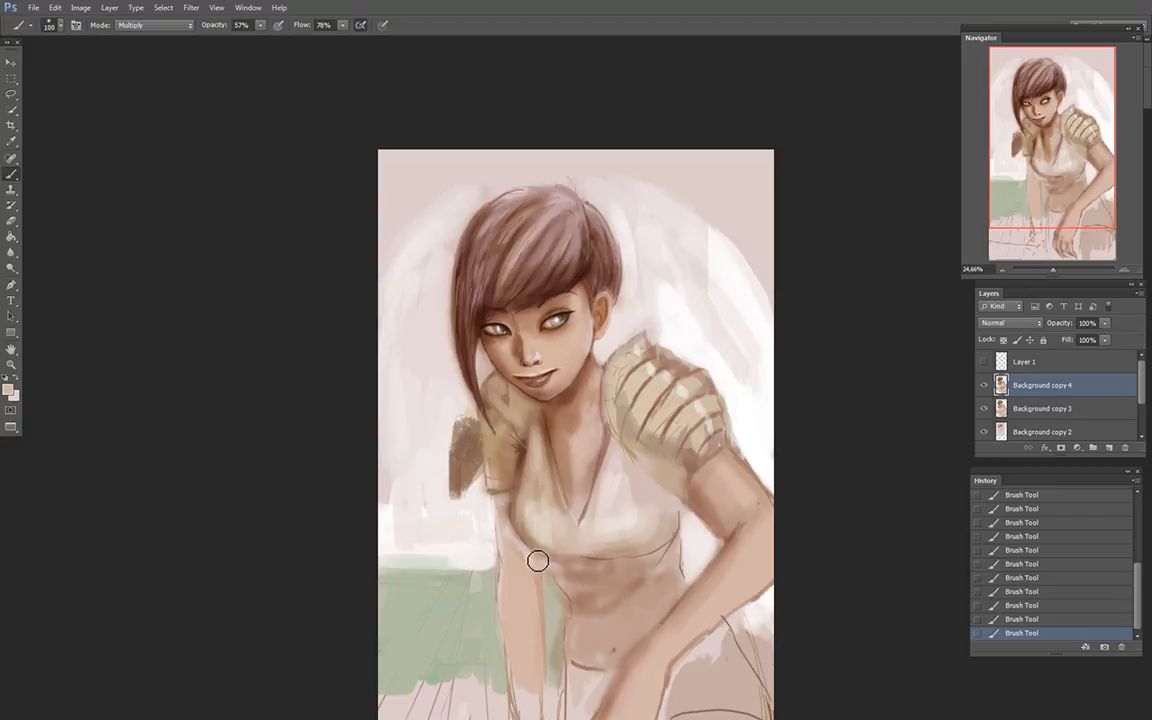 Ps File Edit Image Layer Type Select Filter View Window Help
100 Mode: Multiply Opacity: 57% Flow: 78%
Navigator
24,66%
Layers
Kind
Normal Opacity: 100%
Lock: Fill: 100%
Layer 1
Background copy 4
Background copy 3
Background copy 2
fx
History
Brush Tool
Brush Tool
Brush Tool
Brush Tool
Brush Tool
Brush Tool
Brush Tool
Brush Tool
Brush Tool
Brush Tool
Brush Tool